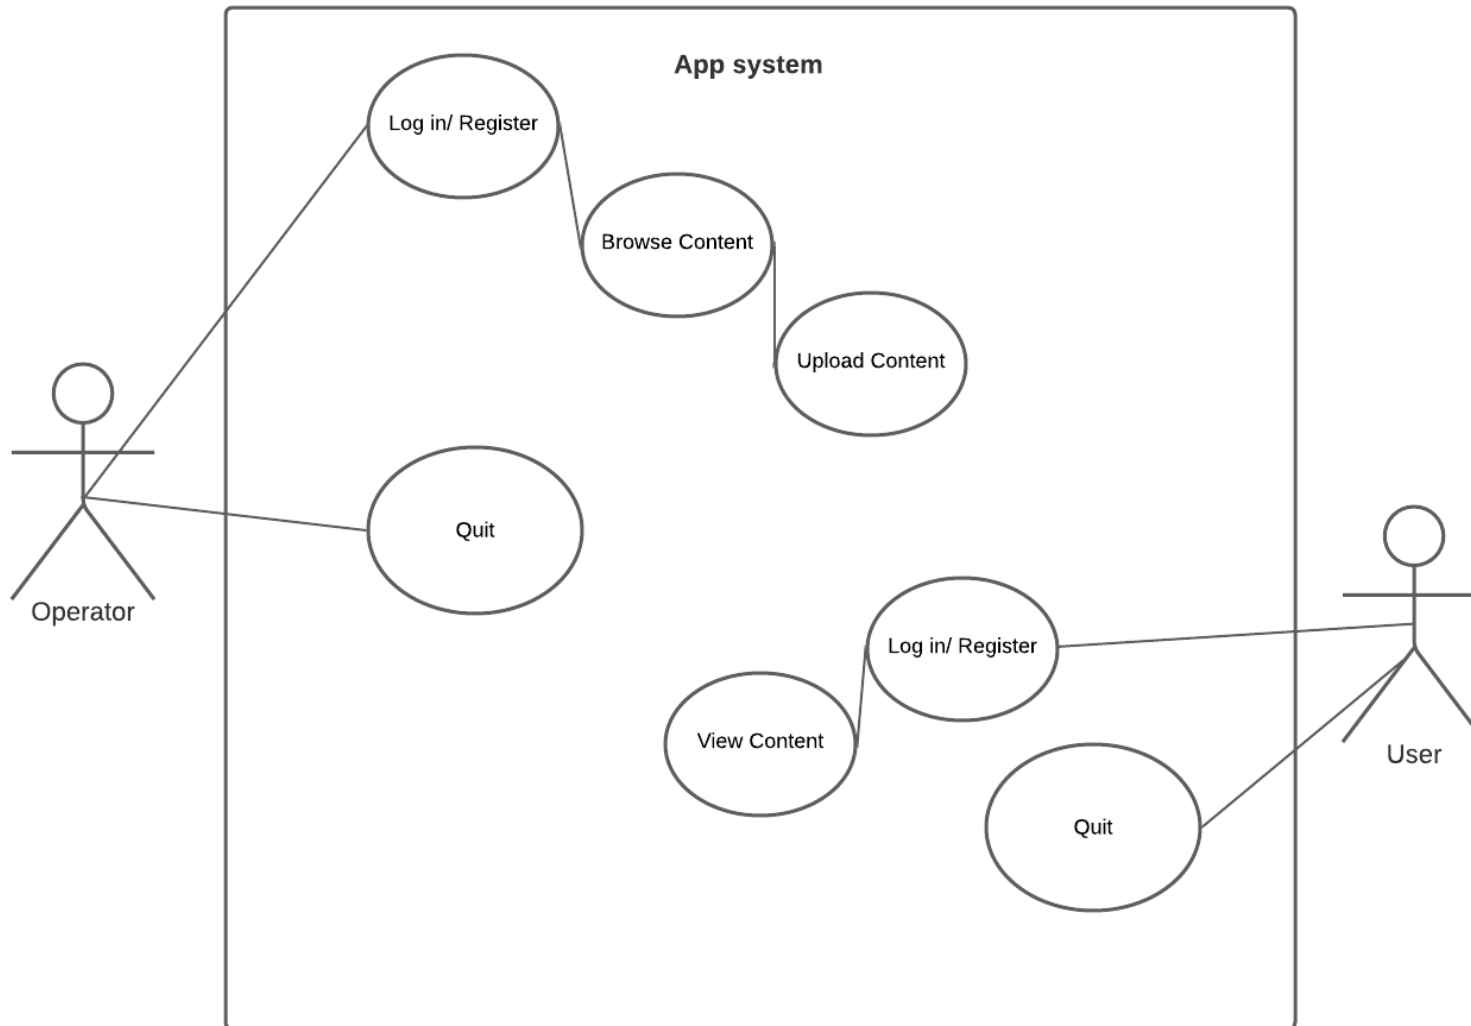 App system
Log in/ Register
Browse Content
Upload Content
Quit
Operator
Log in/ Register
View Content
User
Quit